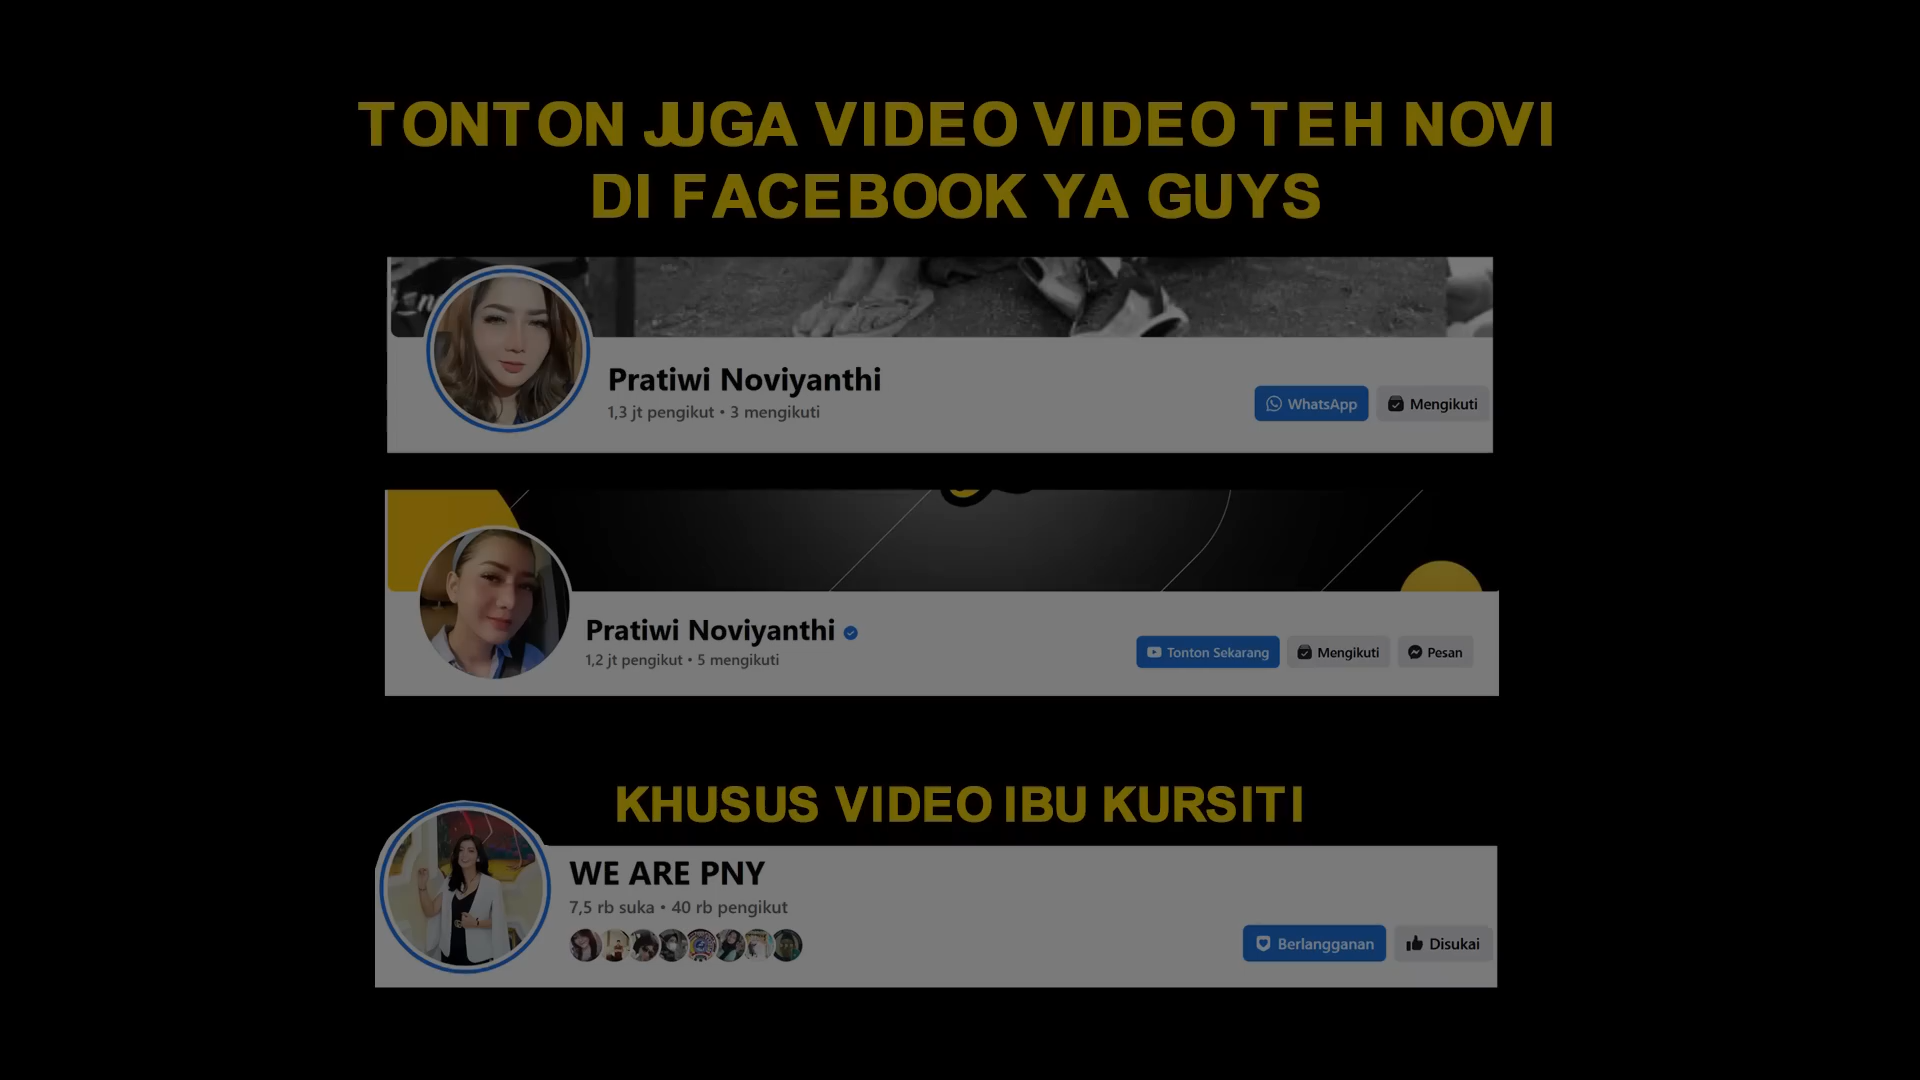 TONTON JUGA VIDEO VIDEO TEH NOVI
DI FACEBOOK YA GUYS
Pratiwi Noviyanthi
1,3 jt pengikut • 3 mengikuti
WhatsApp
Mengikuti
Pratiwi Noviyanthi
1,2 jt pengikut • 5 mengikuti
Tonton Sekarang
Mengikuti
Pesan
KHUSUS VIDEO IBU KURSITI
WE ARE PNY
7,5 rb suka • 40 rb pengikut
Berlangganan
Disukai